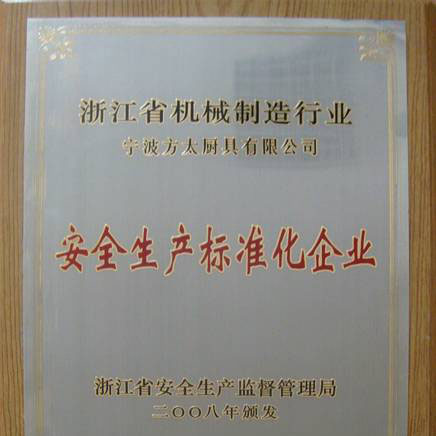 浙江省机械制造行业
宁波方太厨具有限公司
安全生产标准化企业
浙江省安全生产监督管理局
二〇〇八年颁发